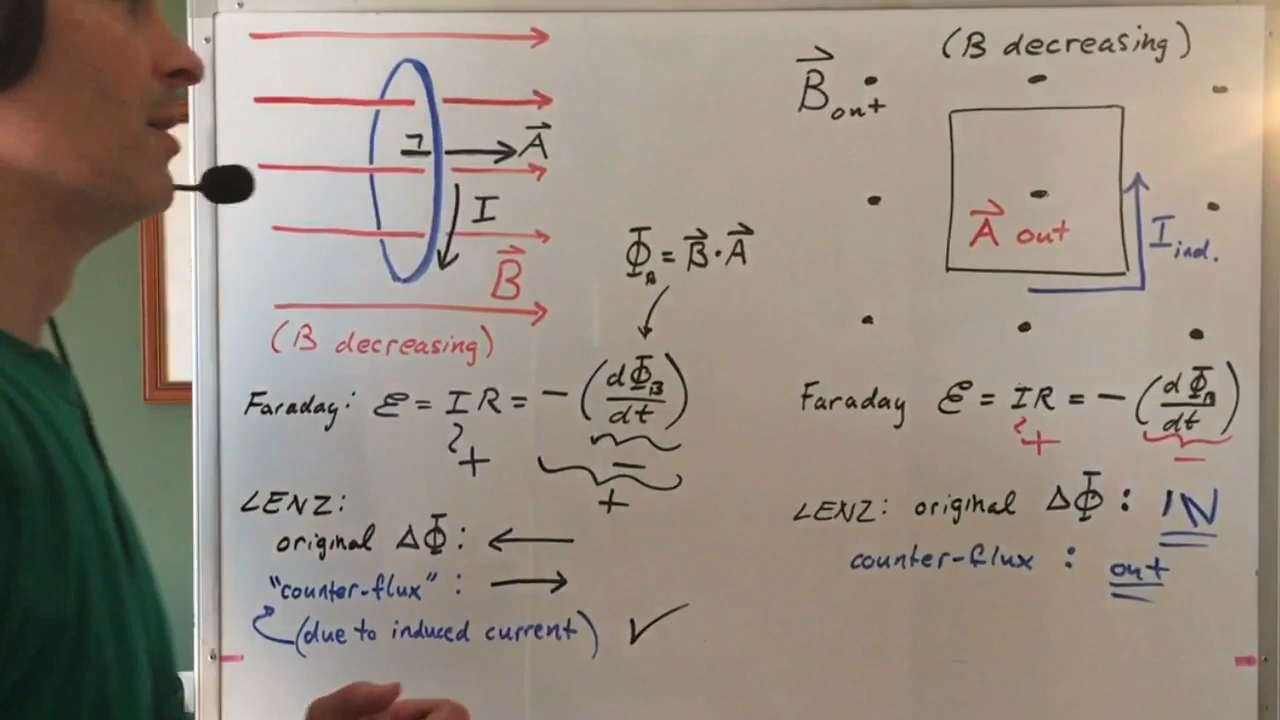 A⃗
I
B⃗
(B decreasing)
Φ_B = B⃗ · A⃗
Faraday: ℰ = IR = −(dΦ_B/dt)
+ −
+
LENZ:
original ΔΦ: ←
"counter-flux": →
(due to induced current) ✓
(B decreasing)
B⃗out
A⃗ out
I ind.
Faraday ℰ = IR = −(dΦ_B/dt)
+ −
LENZ: original ΔΦ: IN
counter-flux: out